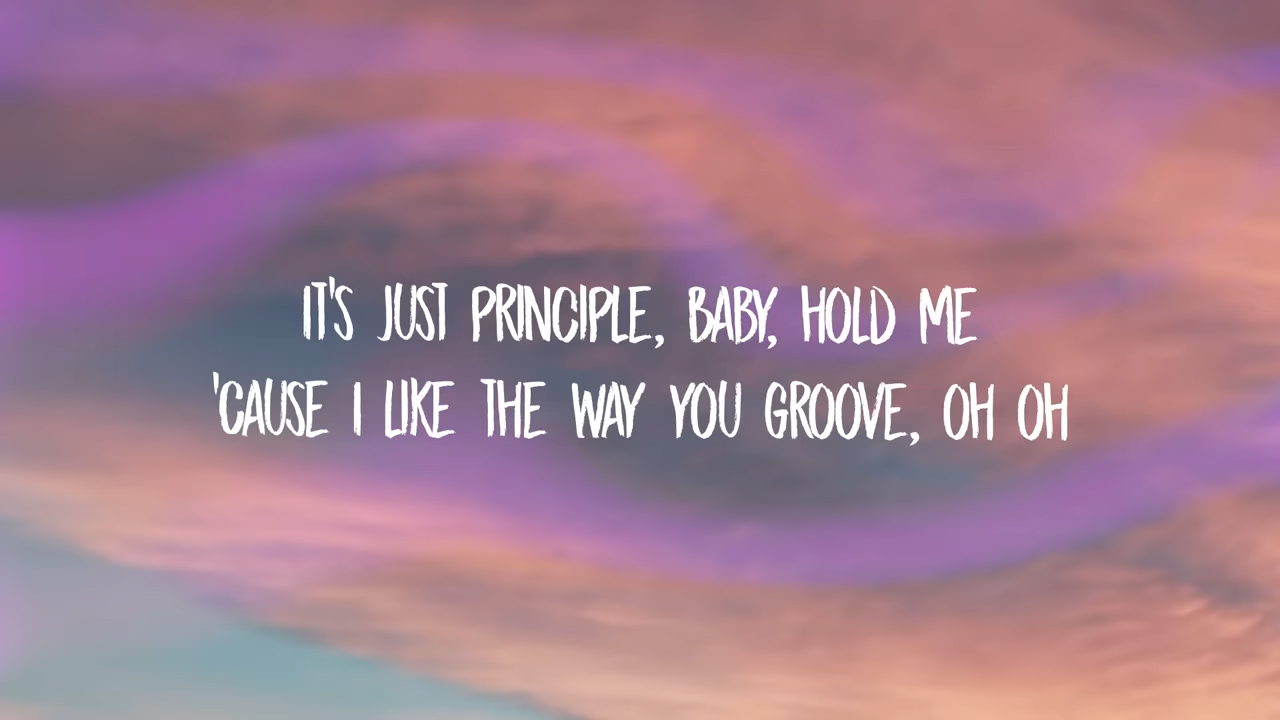 IT'S JUST PRINCIPLE, BABY, HOLD ME
'CAUSE I LIKE THE WAY YOU GROOVE, OH OH